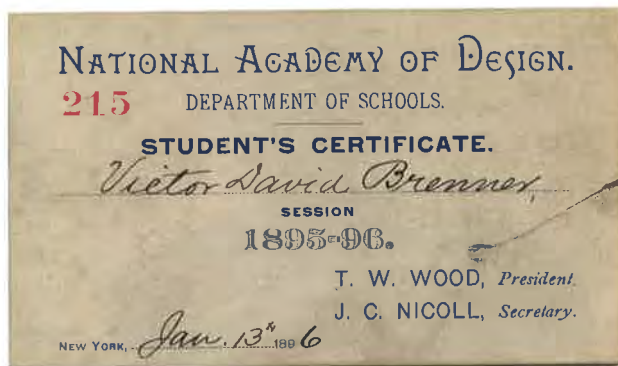 NATIONAL ACADEMY OF DESIGN.
215 DEPARTMENT OF SCHOOLS.
STUDENT'S CERTIFICATE.
Victor David Brenner,
SESSION
1895-96.
T. W. WOOD, President.
J. C. NICOLL, Secretary.
NEW YORK, Jan. 13th 1896